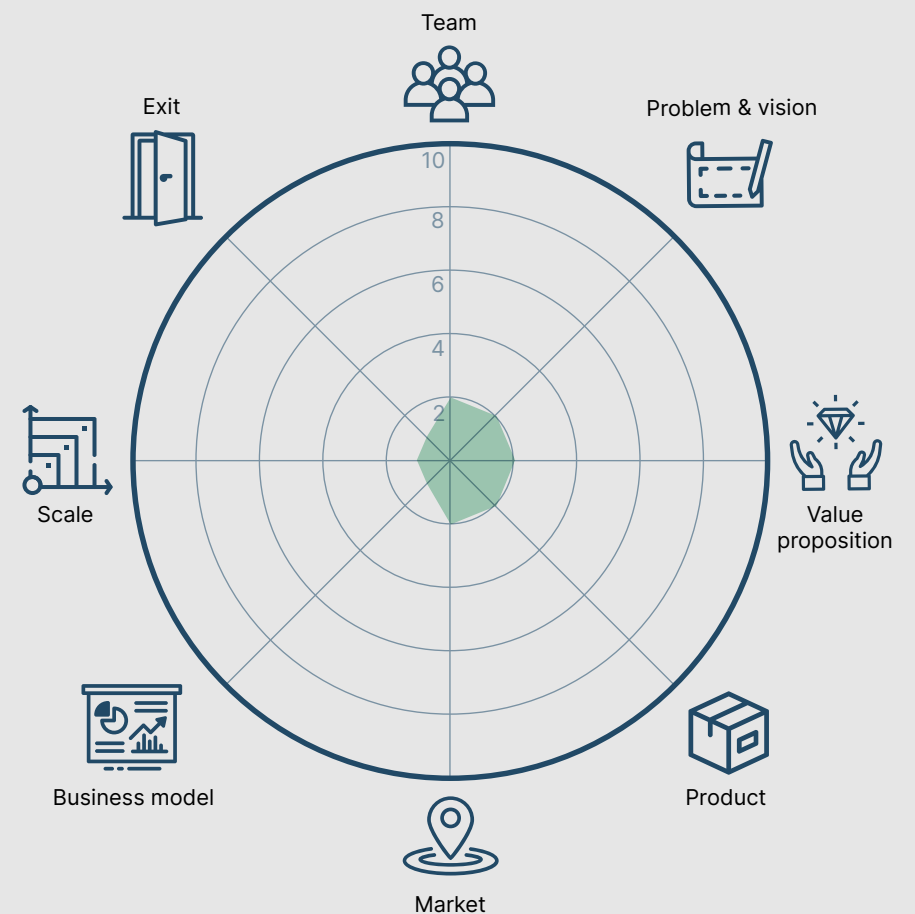 Team
Exit
Problem & vision
10
8
6
4
2
Scale
Value
proposition
Business model
Product
Market